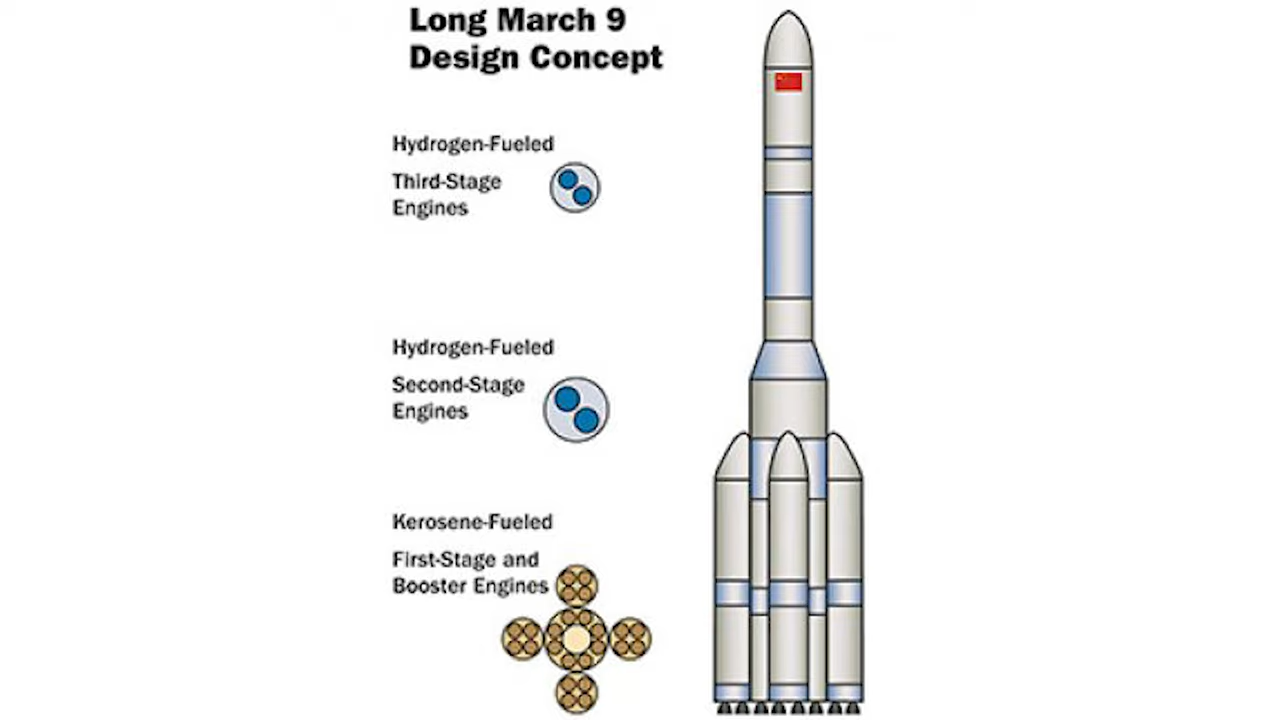 Long March 9
Design Concept
Hydrogen-Fueled
Third-Stage
Engines
Hydrogen-Fueled
Second-Stage
Engines
Kerosene-Fueled
First-Stage and
Booster Engines